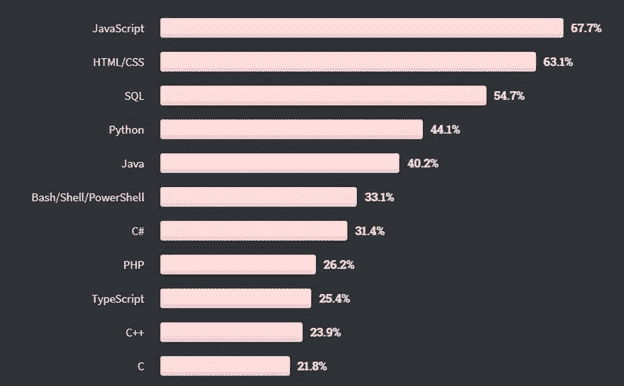 JavaScript 67.7%
HTML/CSS 63.1%
SQL 54.7%
Python 44.1%
Java 40.2%
Bash/Shell/PowerShell 33.1%
C# 31.4%
PHP 26.2%
TypeScript 25.4%
C++ 23.9%
C 21.8%